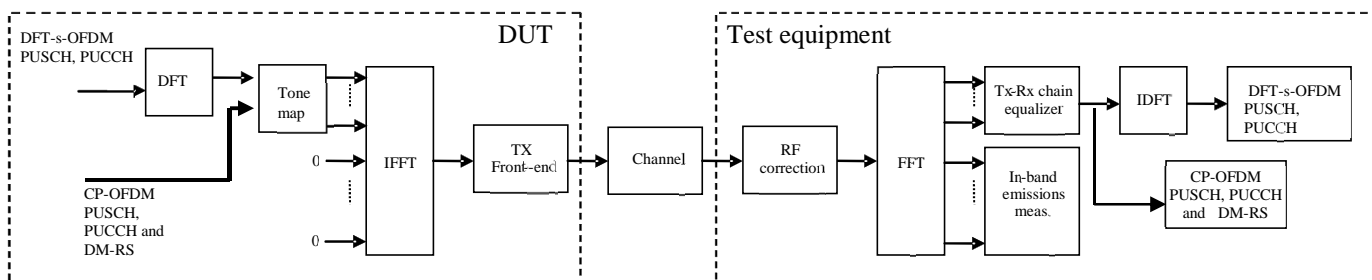 DUT
DFT-s-OFDM
PUSCH, PUCCH
DFT
Tone
map
CP-OFDM
PUSCH,
PUCCH and
DM-RS
0
0
IFFT
TX
Front-end
Channel
Test equipment
RF
correction
FFT
Tx-Rx chain
equalizer
In-band
emissions
meas.
IDFT
DFT-s-OFDM
PUSCH,
PUCCH
CP-OFDM
PUSCH, PUCCH
and DM-RS